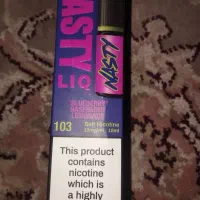 NASTY
LIQ
NASTY
BLUEBERRY
RASPBERRY
LEMONADE
103
Salt Nicotine
10ml
This product
contains
nicotine
which is
a highly